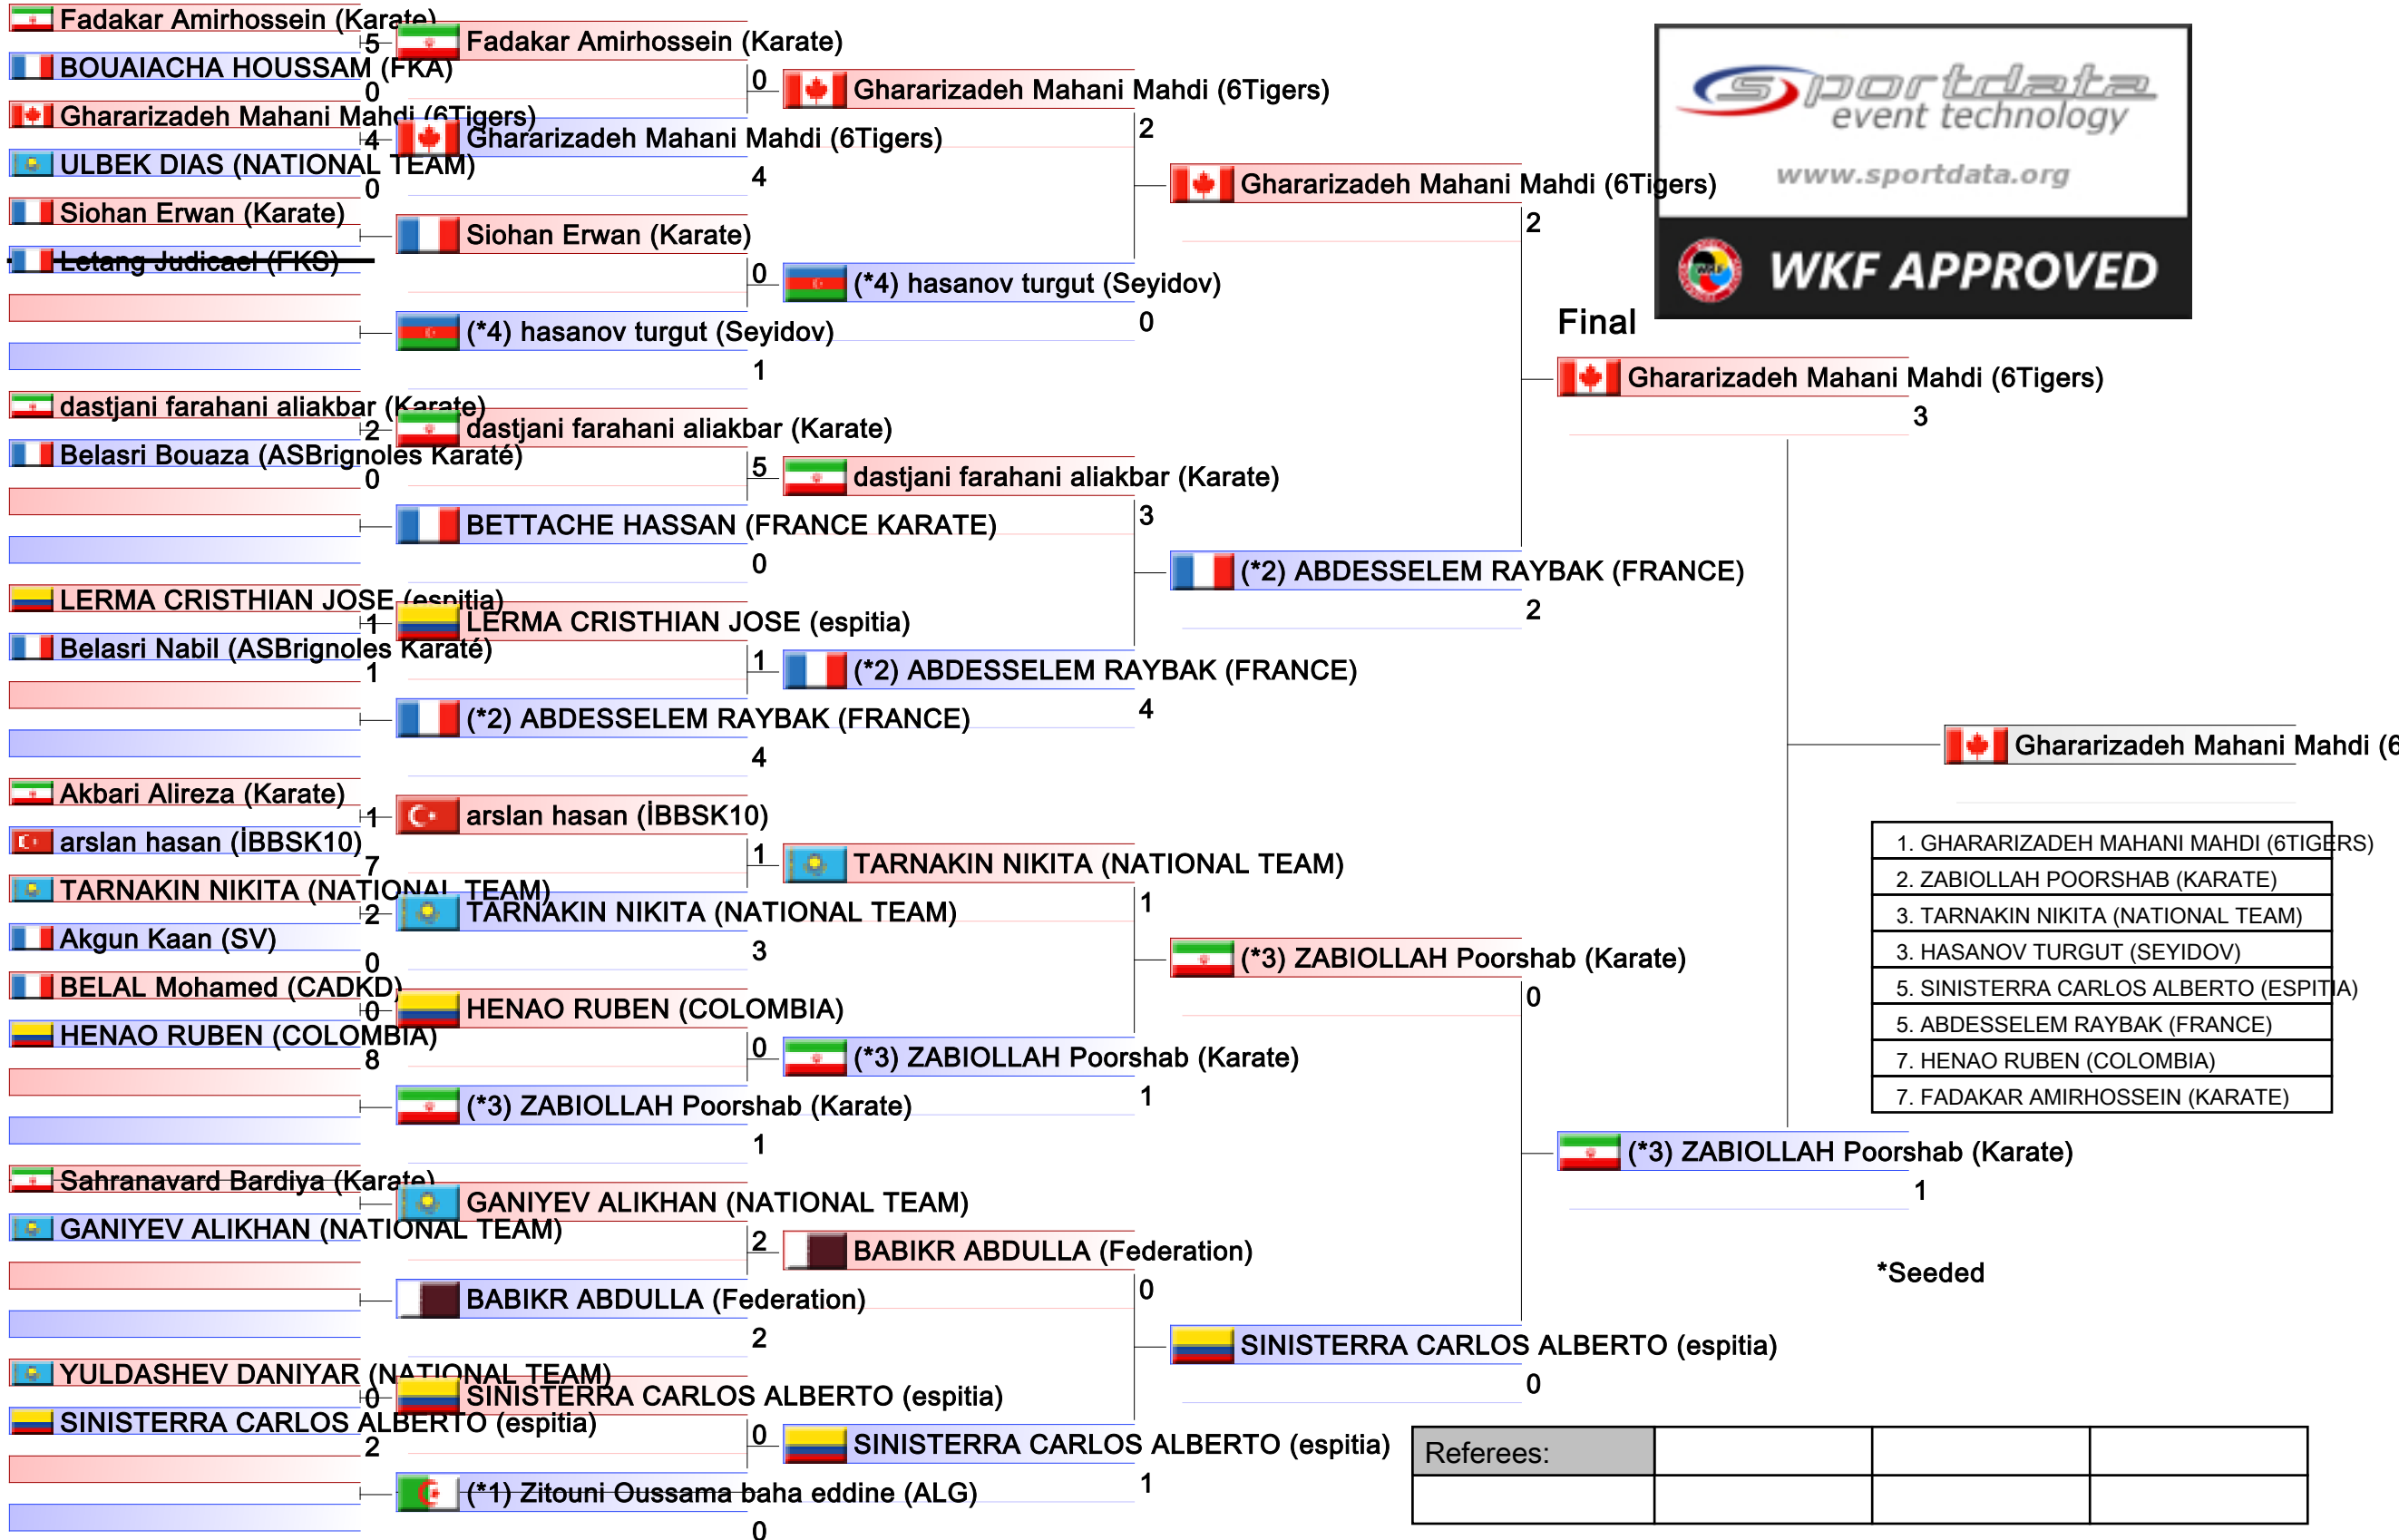 Fadakar Amirhossein (Karate)
5
BOUAIACHA HOUSSAM (FKA)
0
Ghararizadeh Mahani Mahdi (6Tigers)
4
ULBEK DIAS (NATIONAL TEAM)
0
Siohan Erwan (Karate)
Letang Judicael (FKS)
dastjani farahani aliakbar (Karate)
2
Belasri Bouaza (ASBrignoles Karaté)
0
LERMA CRISTHIAN JOSE (espitia)
1
Belasri Nabil (ASBrignoles Karaté)
1
Akbari Alireza (Karate)
1
arslan hasan (İBBSK10)
7
TARNAKIN NIKITA (NATIONAL TEAM)
2
Akgun Kaan (SV)
0
BELAL Mohamed (CADKD)
0
HENAO RUBEN (COLOMBIA)
8
Sahranavard Bardiya (Karate)
GANIYEV ALIKHAN (NATIONAL TEAM)
YULDASHEV DANIYAR (NATIONAL TEAM)
0
SINISTERRA CARLOS ALBERTO (espitia)
2
Fadakar Amirhossein (Karate)
0
Ghararizadeh Mahani Mahdi (6Tigers)
4
Siohan Erwan (Karate)
0
(*4) hasanov turgut (Seyidov)
1
dastjani farahani aliakbar (Karate)
5
BETTACHE HASSAN (FRANCE KARATE)
0
LERMA CRISTHIAN JOSE (espitia)
1
(*2) ABDESSELEM RAYBAK (FRANCE)
4
arslan hasan (İBBSK10)
1
TARNAKIN NIKITA (NATIONAL TEAM)
3
HENAO RUBEN (COLOMBIA)
0
(*3) ZABIOLLAH Poorshab (Karate)
1
GANIYEV ALIKHAN (NATIONAL TEAM)
2
BABIKR ABDULLA (Federation)
2
SINISTERRA CARLOS ALBERTO (espitia)
0
(*1) Zitouni Oussama baha eddine (ALG)
0
Ghararizadeh Mahani Mahdi (6Tigers)
2
(*4) hasanov turgut (Seyidov)
0
dastjani farahani aliakbar (Karate)
3
(*2) ABDESSELEM RAYBAK (FRANCE)
4
TARNAKIN NIKITA (NATIONAL TEAM)
1
(*3) ZABIOLLAH Poorshab (Karate)
1
BABIKR ABDULLA (Federation)
0
SINISTERRA CARLOS ALBERTO (espitia)
1
Ghararizadeh Mahani Mahdi (6Tigers)
2
(*2) ABDESSELEM RAYBAK (FRANCE)
2
(*3) ZABIOLLAH Poorshab (Karate)
0
SINISTERRA CARLOS ALBERTO (espitia)
0
sportdata
event technology
www.sportdata.org
WKF
WKF APPROVED
Final
Ghararizadeh Mahani Mahdi (6Tigers)
3
(*3) ZABIOLLAH Poorshab (Karate)
1
Ghararizadeh Mahani Mahdi (6
1. GHARARIZADEH MAHANI MAHDI (6TIGERS)
2. ZABIOLLAH POORSHAB (KARATE)
3. TARNAKIN NIKITA (NATIONAL TEAM)
3. HASANOV TURGUT (SEYIDOV)
5. SINISTERRA CARLOS ALBERTO (ESPITIA)
5. ABDESSELEM RAYBAK (FRANCE)
7. HENAO RUBEN (COLOMBIA)
7. FADAKAR AMIRHOSSEIN (KARATE)
*Seeded
Referees: